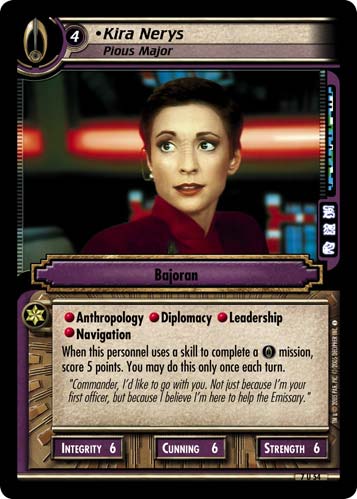 4
•Kira Nerys
Pious Major
Bajoran
Anthropology Diplomacy Leadership
Navigation
When this personnel uses a skill to complete a mission,
score 5 points. You may do this only once each turn.
"Commander, I'd like to go with you. Not just because I'm your
first officer, but because I believe I'm here to help the Emissary."
INTEGRITY 6
CUNNING 6
STRENGTH 6
7 U 54